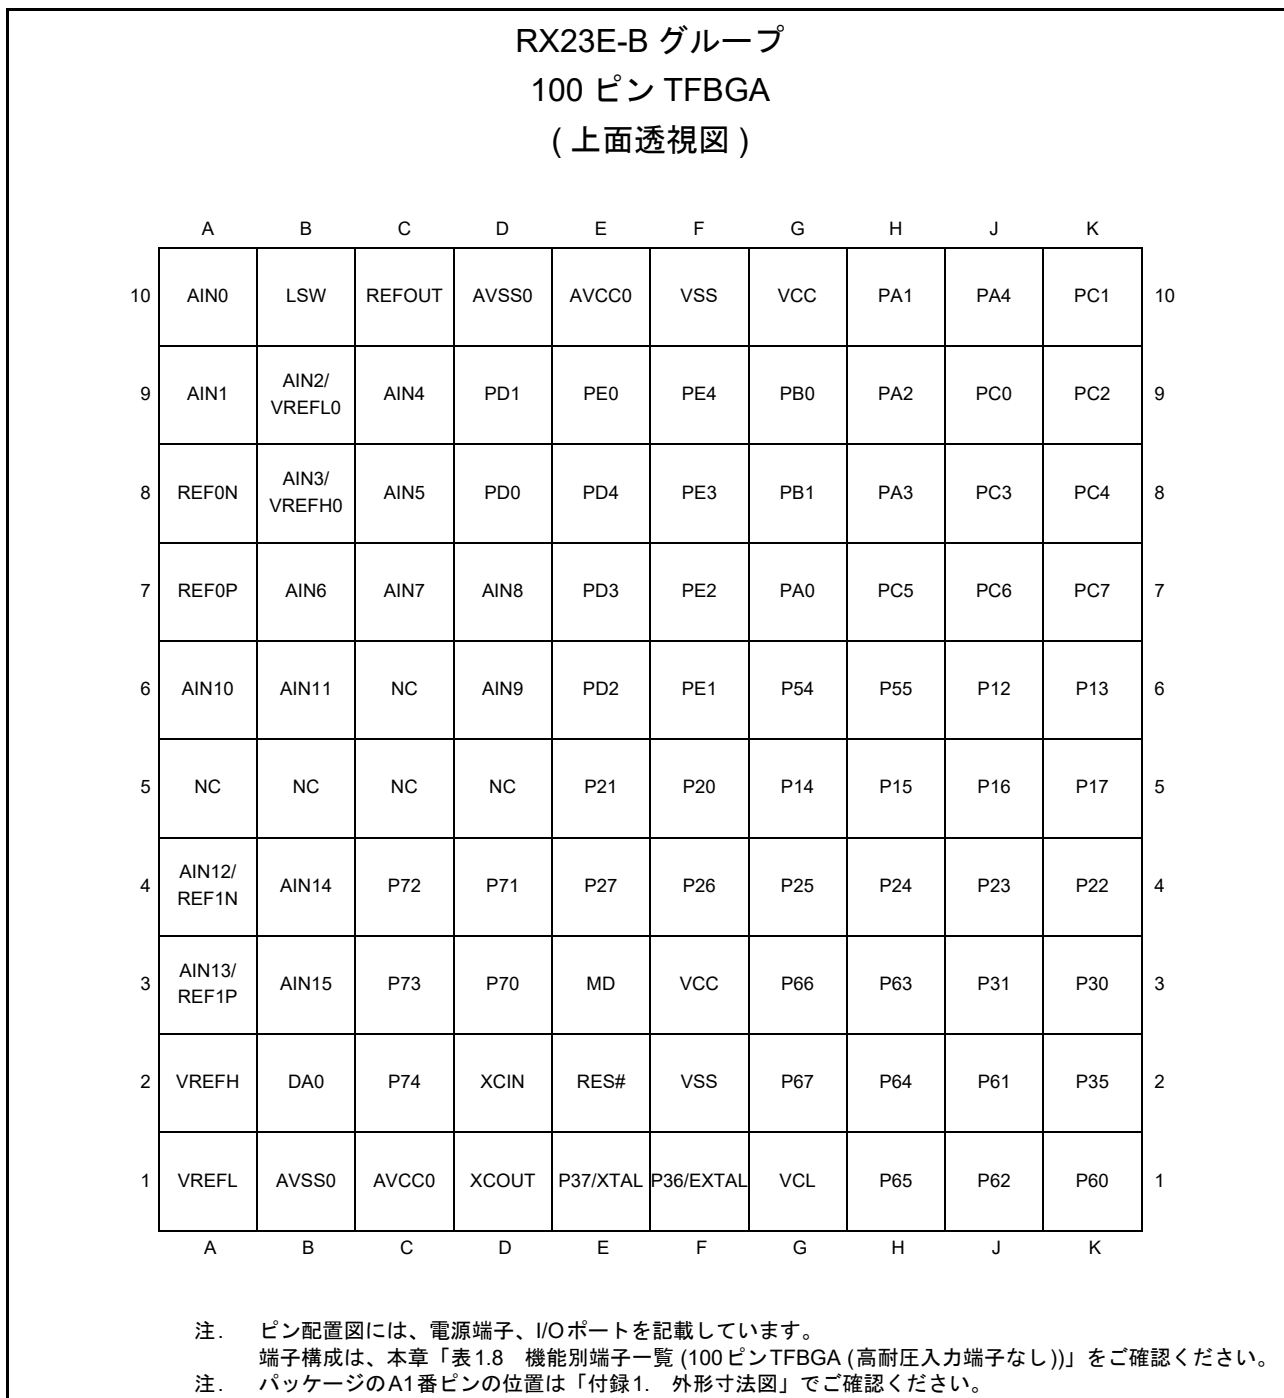 RX23E-B グループ
100 ピン TFBGA
( 上面透視図 )
A B C D E F G H J K
10 AIN0 LSW REFOUT AVSS0 AVCC0 VSS VCC PA1 PA4 PC1 10
9 AIN1 AIN2/ VREFL0 AIN4 PD1 PE0 PE4 PB0 PA2 PC0 PC2 9
8 REF0N AIN3/ VREFH0 AIN5 PD0 PD4 PE3 PB1 PA3 PC3 PC4 8
7 REF0P AIN6 AIN7 AIN8 PD3 PE2 PA0 PC5 PC6 PC7 7
6 AIN10 AIN11 NC AIN9 PD2 PE1 P54 P55 P12 P13 6
5 NC NC NC NC P21 P20 P14 P15 P16 P17 5
4 AIN12/ REF1N AIN14 P72 P71 P27 P26 P25 P24 P23 P22 4
3 AIN13/ REF1P AIN15 P73 P70 MD VCC P66 P63 P31 P30 3
2 VREFH DA0 P74 XCIN RES# VSS P67 P64 P61 P35 2
1 VREFL AVSS0 AVCC0 XCOUT P37/XTAL P36/EXTAL VCL P65 P62 P60 1
A B C D E F G H J K
注. ピン配置図には、電源端子、I/Oポートを記載しています。
端子構成は、本章「表1.8 機能別端子一覧 (100ピンTFBGA (高耐圧入力端子なし))」をご確認ください。
注. パッケージのA1番ピンの位置は「付録1. 外形寸法図」でご確認ください。